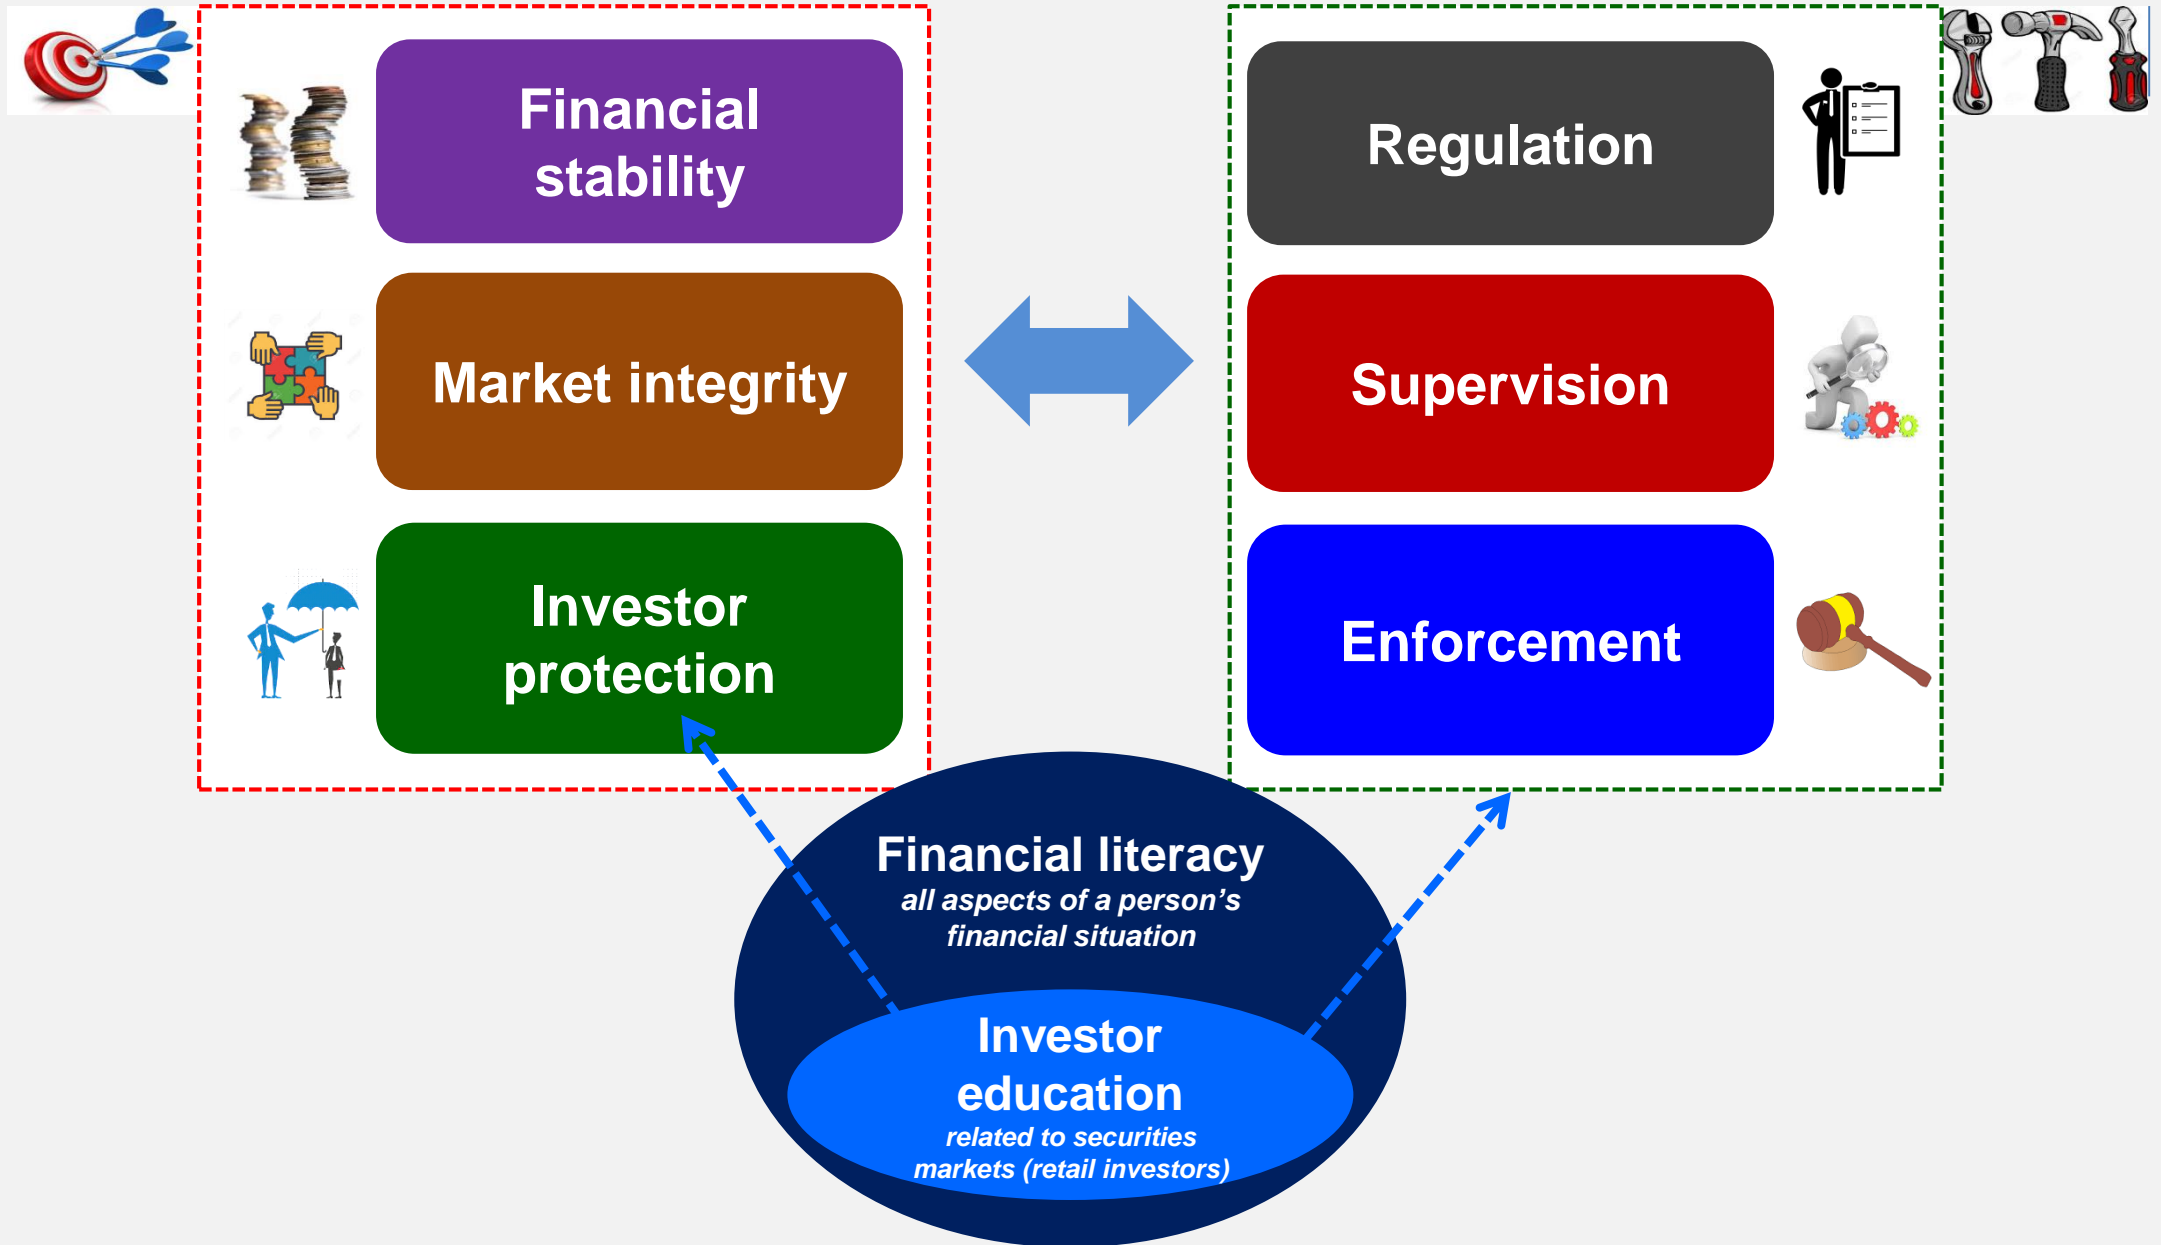 Financial
stability
Market integrity
Investor
protection
Regulation
Supervision
Enforcement
Financial literacy
all aspects of a person’s
financial situation
Investor
education
related to securities
markets (retail investors)